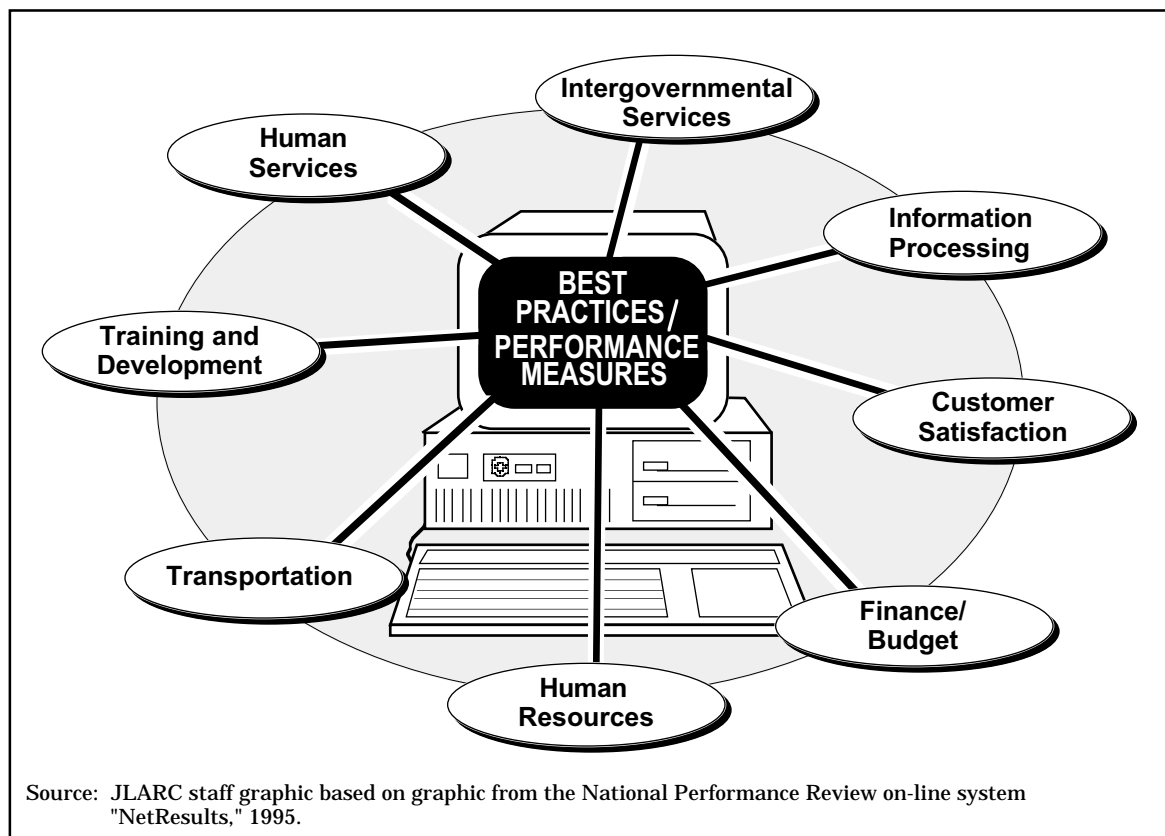 Intergovernmental
Services
Human
Services
Information
Processing
BEST
PRACTICES/
PERFORMANCE
MEASURES
Training and
Development
Customer
Satisfaction
Transportation
Finance/
Budget
Human
Resources
Source: JLARC staff graphic based on graphic from the National Performance Review on-line system
"NetResults," 1995.